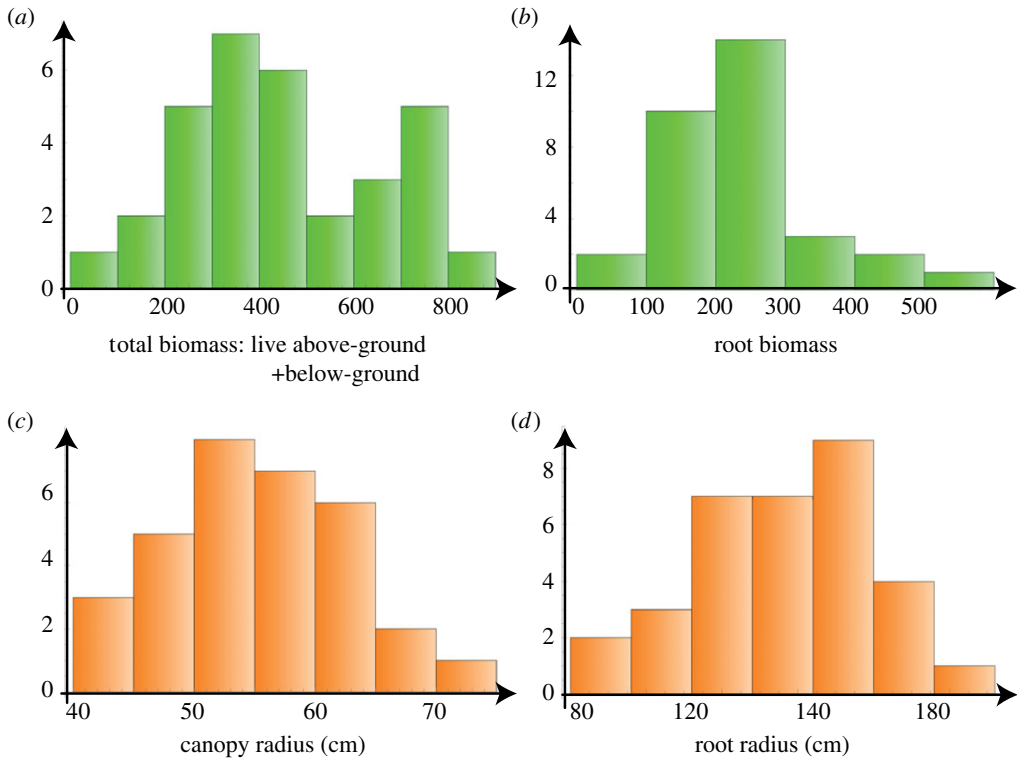 (a)
6
4
2
0
0 200 400 600 800
total biomass: live above-ground
+below-ground
(b)
12
8
4
0
0 100 200 300 400 500
root biomass
(c)
6
4
2
0
40 50 60 70
canopy radius (cm)
(d)
8
6
4
2
0
80 120 140 180
root radius (cm)